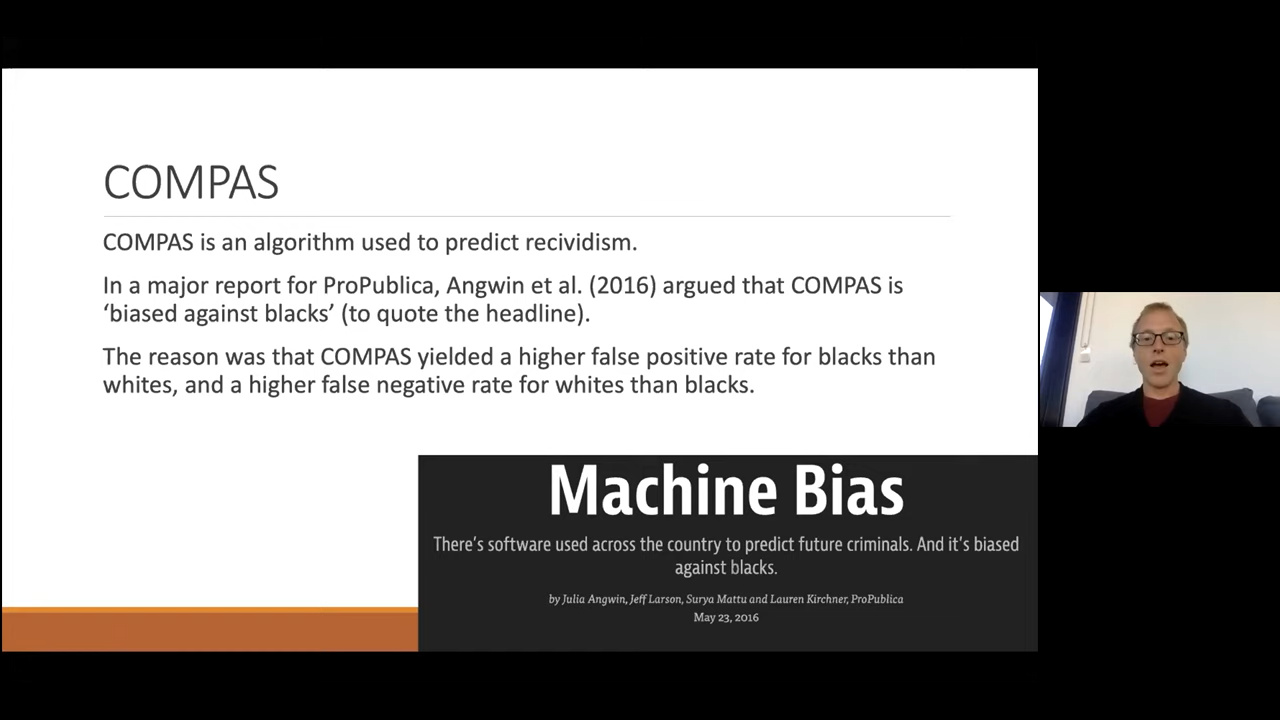 COMPAS
COMPAS is an algorithm used to predict recividism.
In a major report for ProPublica, Angwin et al. (2016) argued that COMPAS is
‘biased against blacks’ (to quote the headline).
The reason was that COMPAS yielded a higher false positive rate for blacks than
whites, and a higher false negative rate for whites than blacks.
Machine Bias
There’s software used across the country to predict future criminals. And it’s biased
against blacks.
by Julia Angwin, Jeff Larson, Surya Mattu and Lauren Kirchner, ProPublica
May 23, 2016